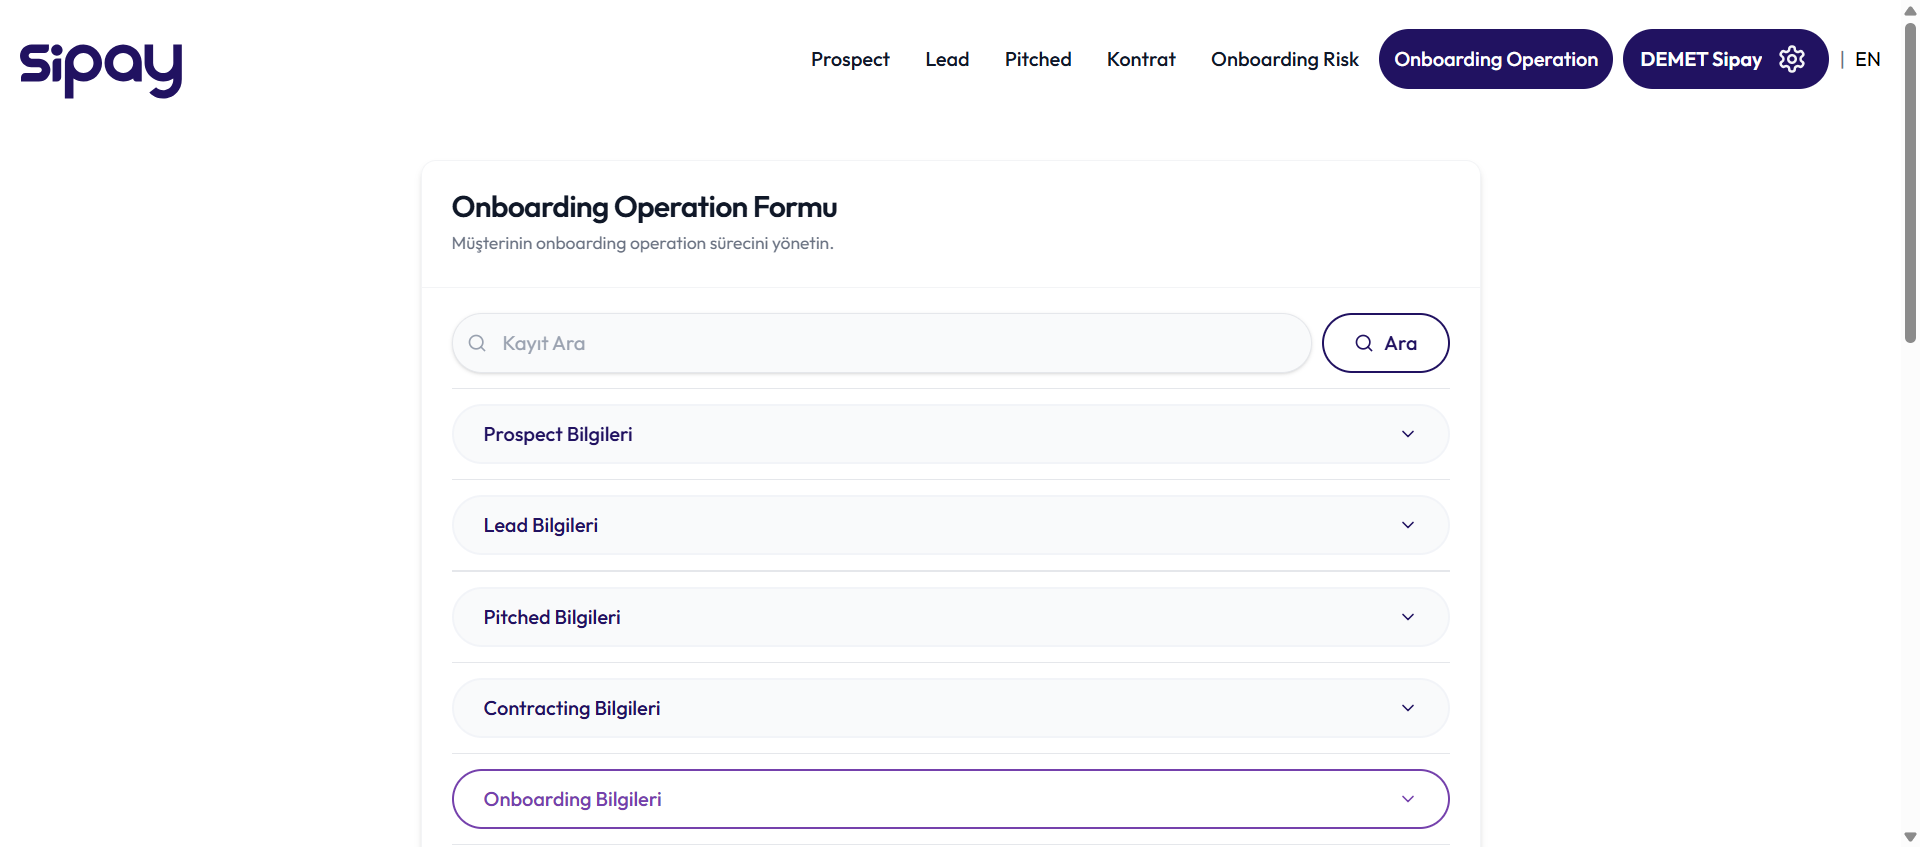 sipay
Prospect Lead Pitched Kontrat Onboarding Risk Onboarding Operation DEMET Sipay | EN
Onboarding Operation Formu
Müşterinin onboarding operation sürecini yönetin.
Kayıt Ara Ara
Prospect Bilgileri
Lead Bilgileri
Pitched Bilgileri
Contracting Bilgileri
Onboarding Bilgileri